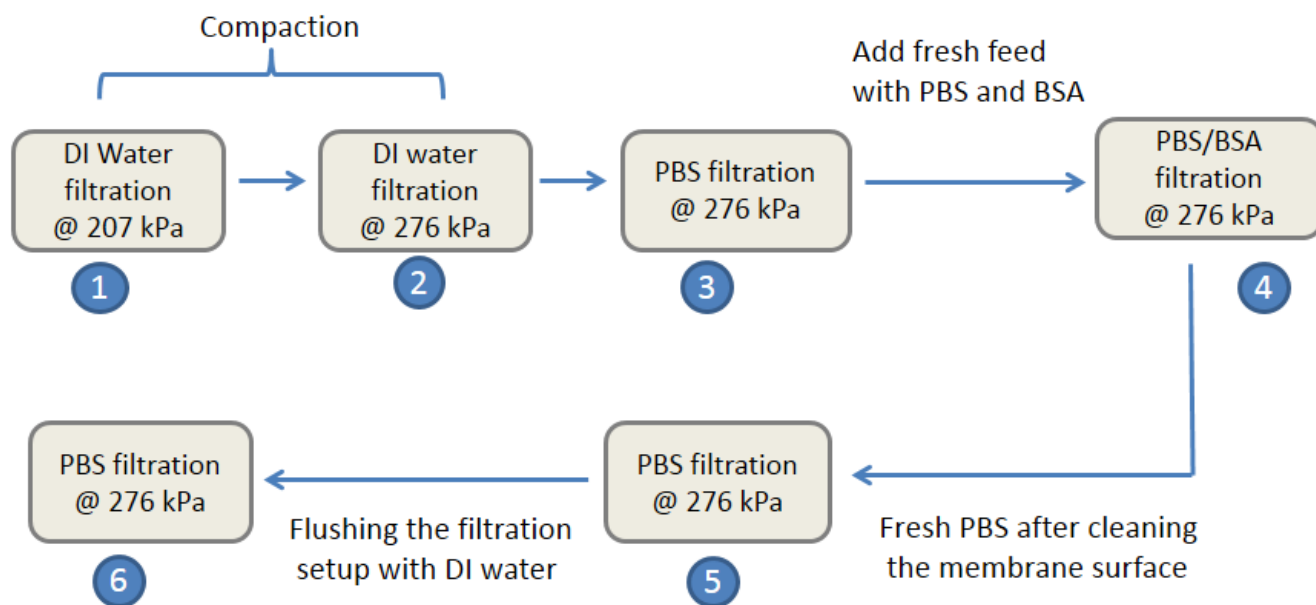 Compaction
Add fresh feed
with PBS and BSA
DI Water
filtration
@ 207 kPa
DI water
filtration
@ 276 kPa
PBS filtration
@ 276 kPa
PBS/BSA
filtration
@ 276 kPa
1
2
3
4
PBS filtration
@ 276 kPa
Flushing the filtration
setup with DI water
PBS filtration
@ 276 kPa
Fresh PBS after cleaning
the membrane surface
6
5